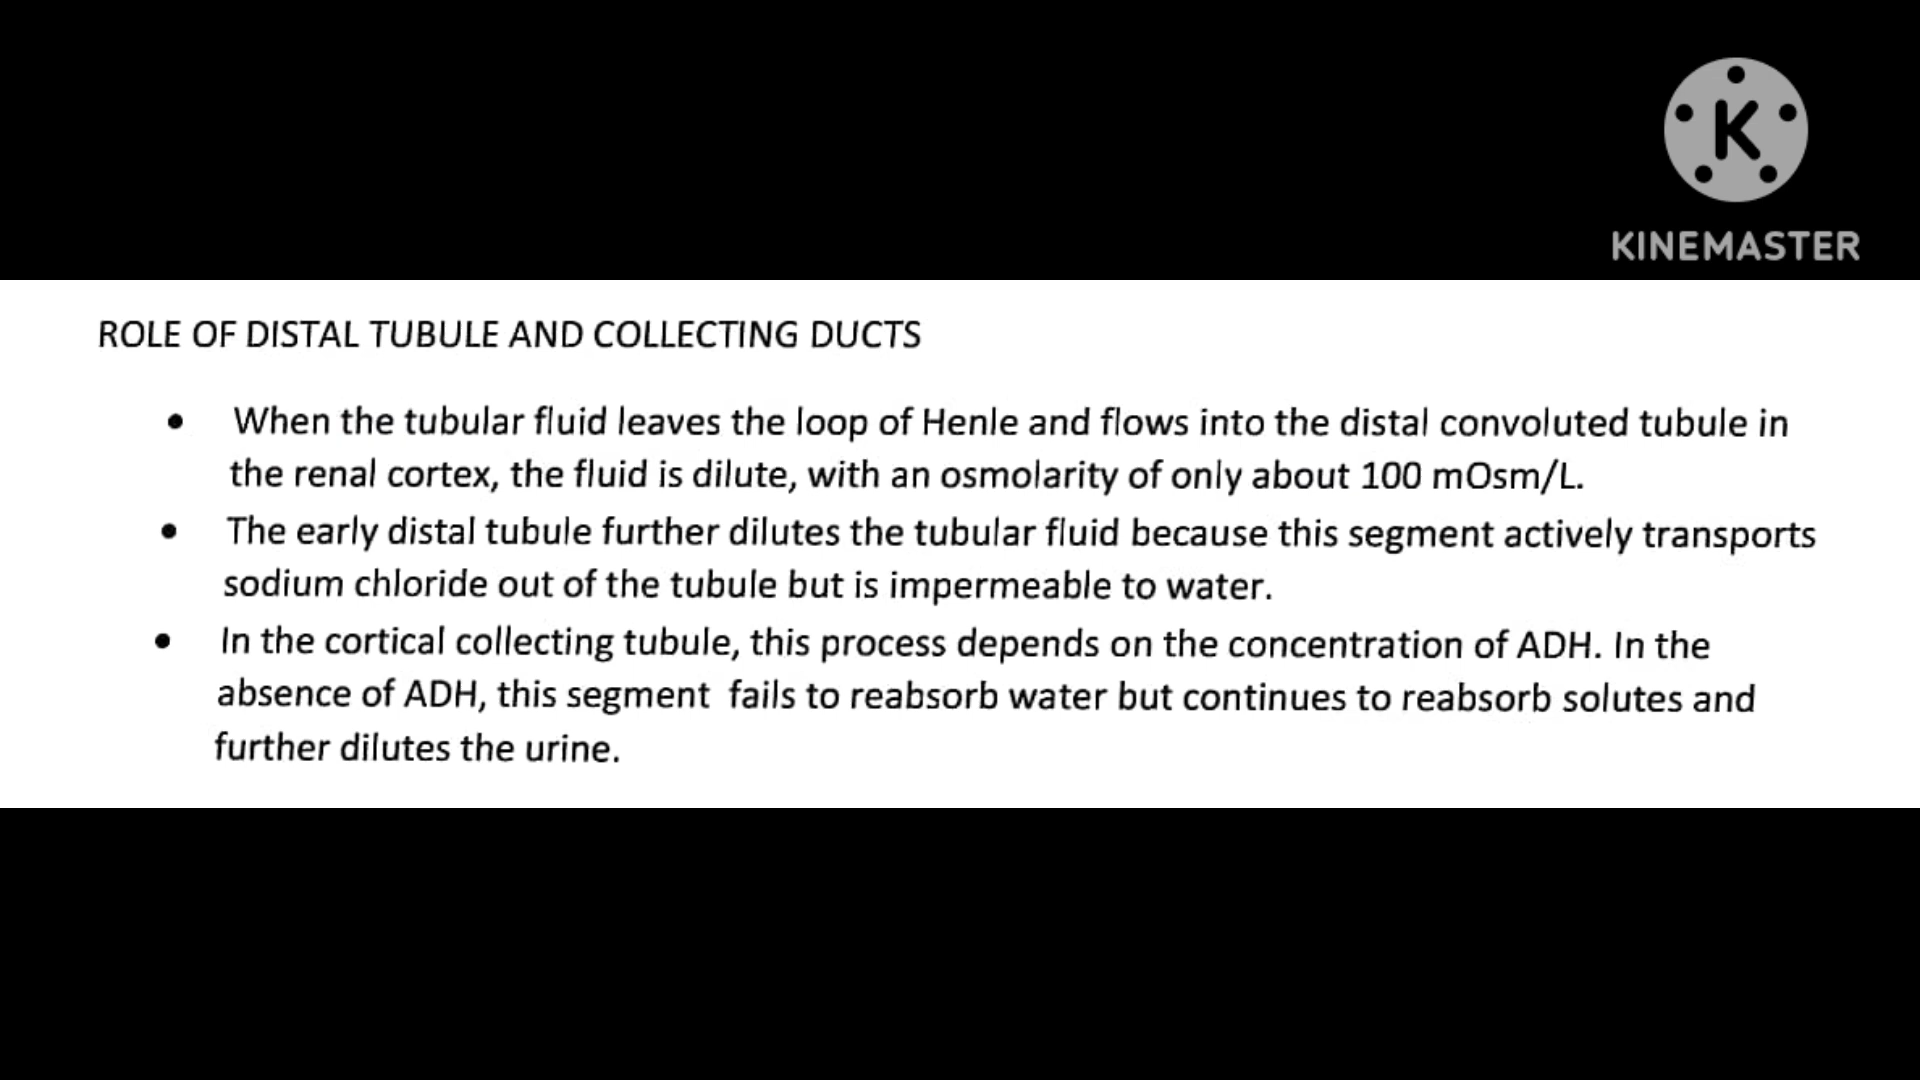 K
KINEMASTER
ROLE OF DISTAL TUBULE AND COLLECTING DUCTS
• When the tubular fluid leaves the loop of Henle and flows into the distal convoluted tubule in
the renal cortex, the fluid is dilute, with an osmolarity of only about 100 mOsm/L.
• The early distal tubule further dilutes the tubular fluid because this segment actively transports
sodium chloride out of the tubule but is impermeable to water.
• In the cortical collecting tubule, this process depends on the concentration of ADH. In the
absence of ADH, this segment fails to reabsorb water but continues to reabsorb solutes and
further dilutes the urine.